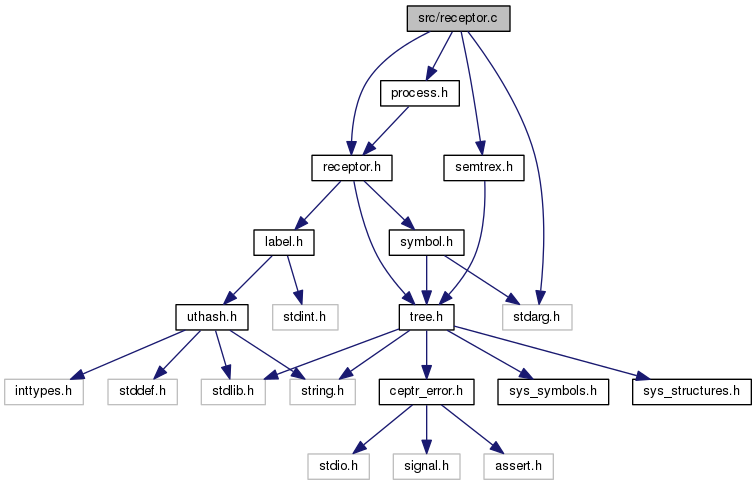 src/receptor.c
process.h
receptor.h
semtrex.h
label.h
symbol.h
uthash.h
stdint.h
tree.h
stdarg.h
inttypes.h
stddef.h
stdlib.h
string.h
ceptr_error.h
sys_symbols.h
sys_structures.h
stdio.h
signal.h
assert.h